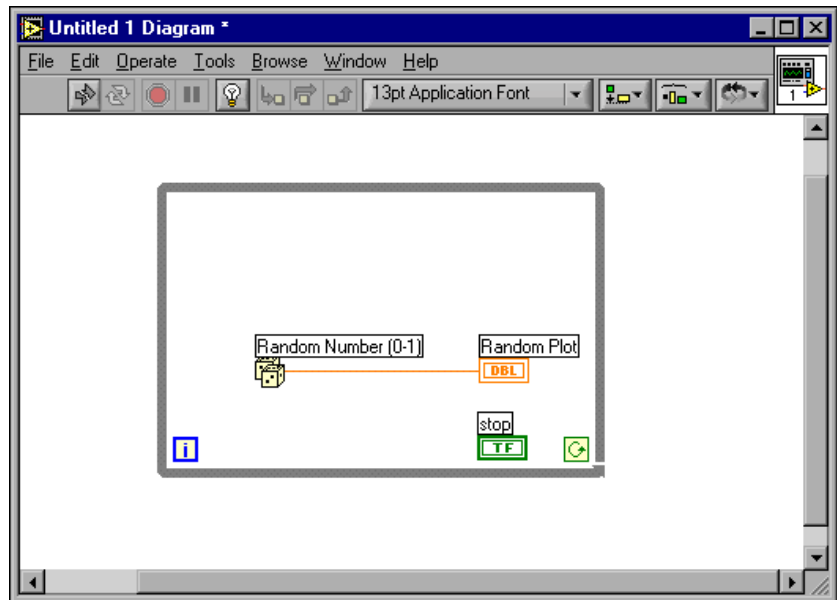 Untitled 1 Diagram *
File Edit Operate Tools Browse Window Help
13pt Application Font
1
Random Number (0-1) Random Plot
DBL
stop
i TF